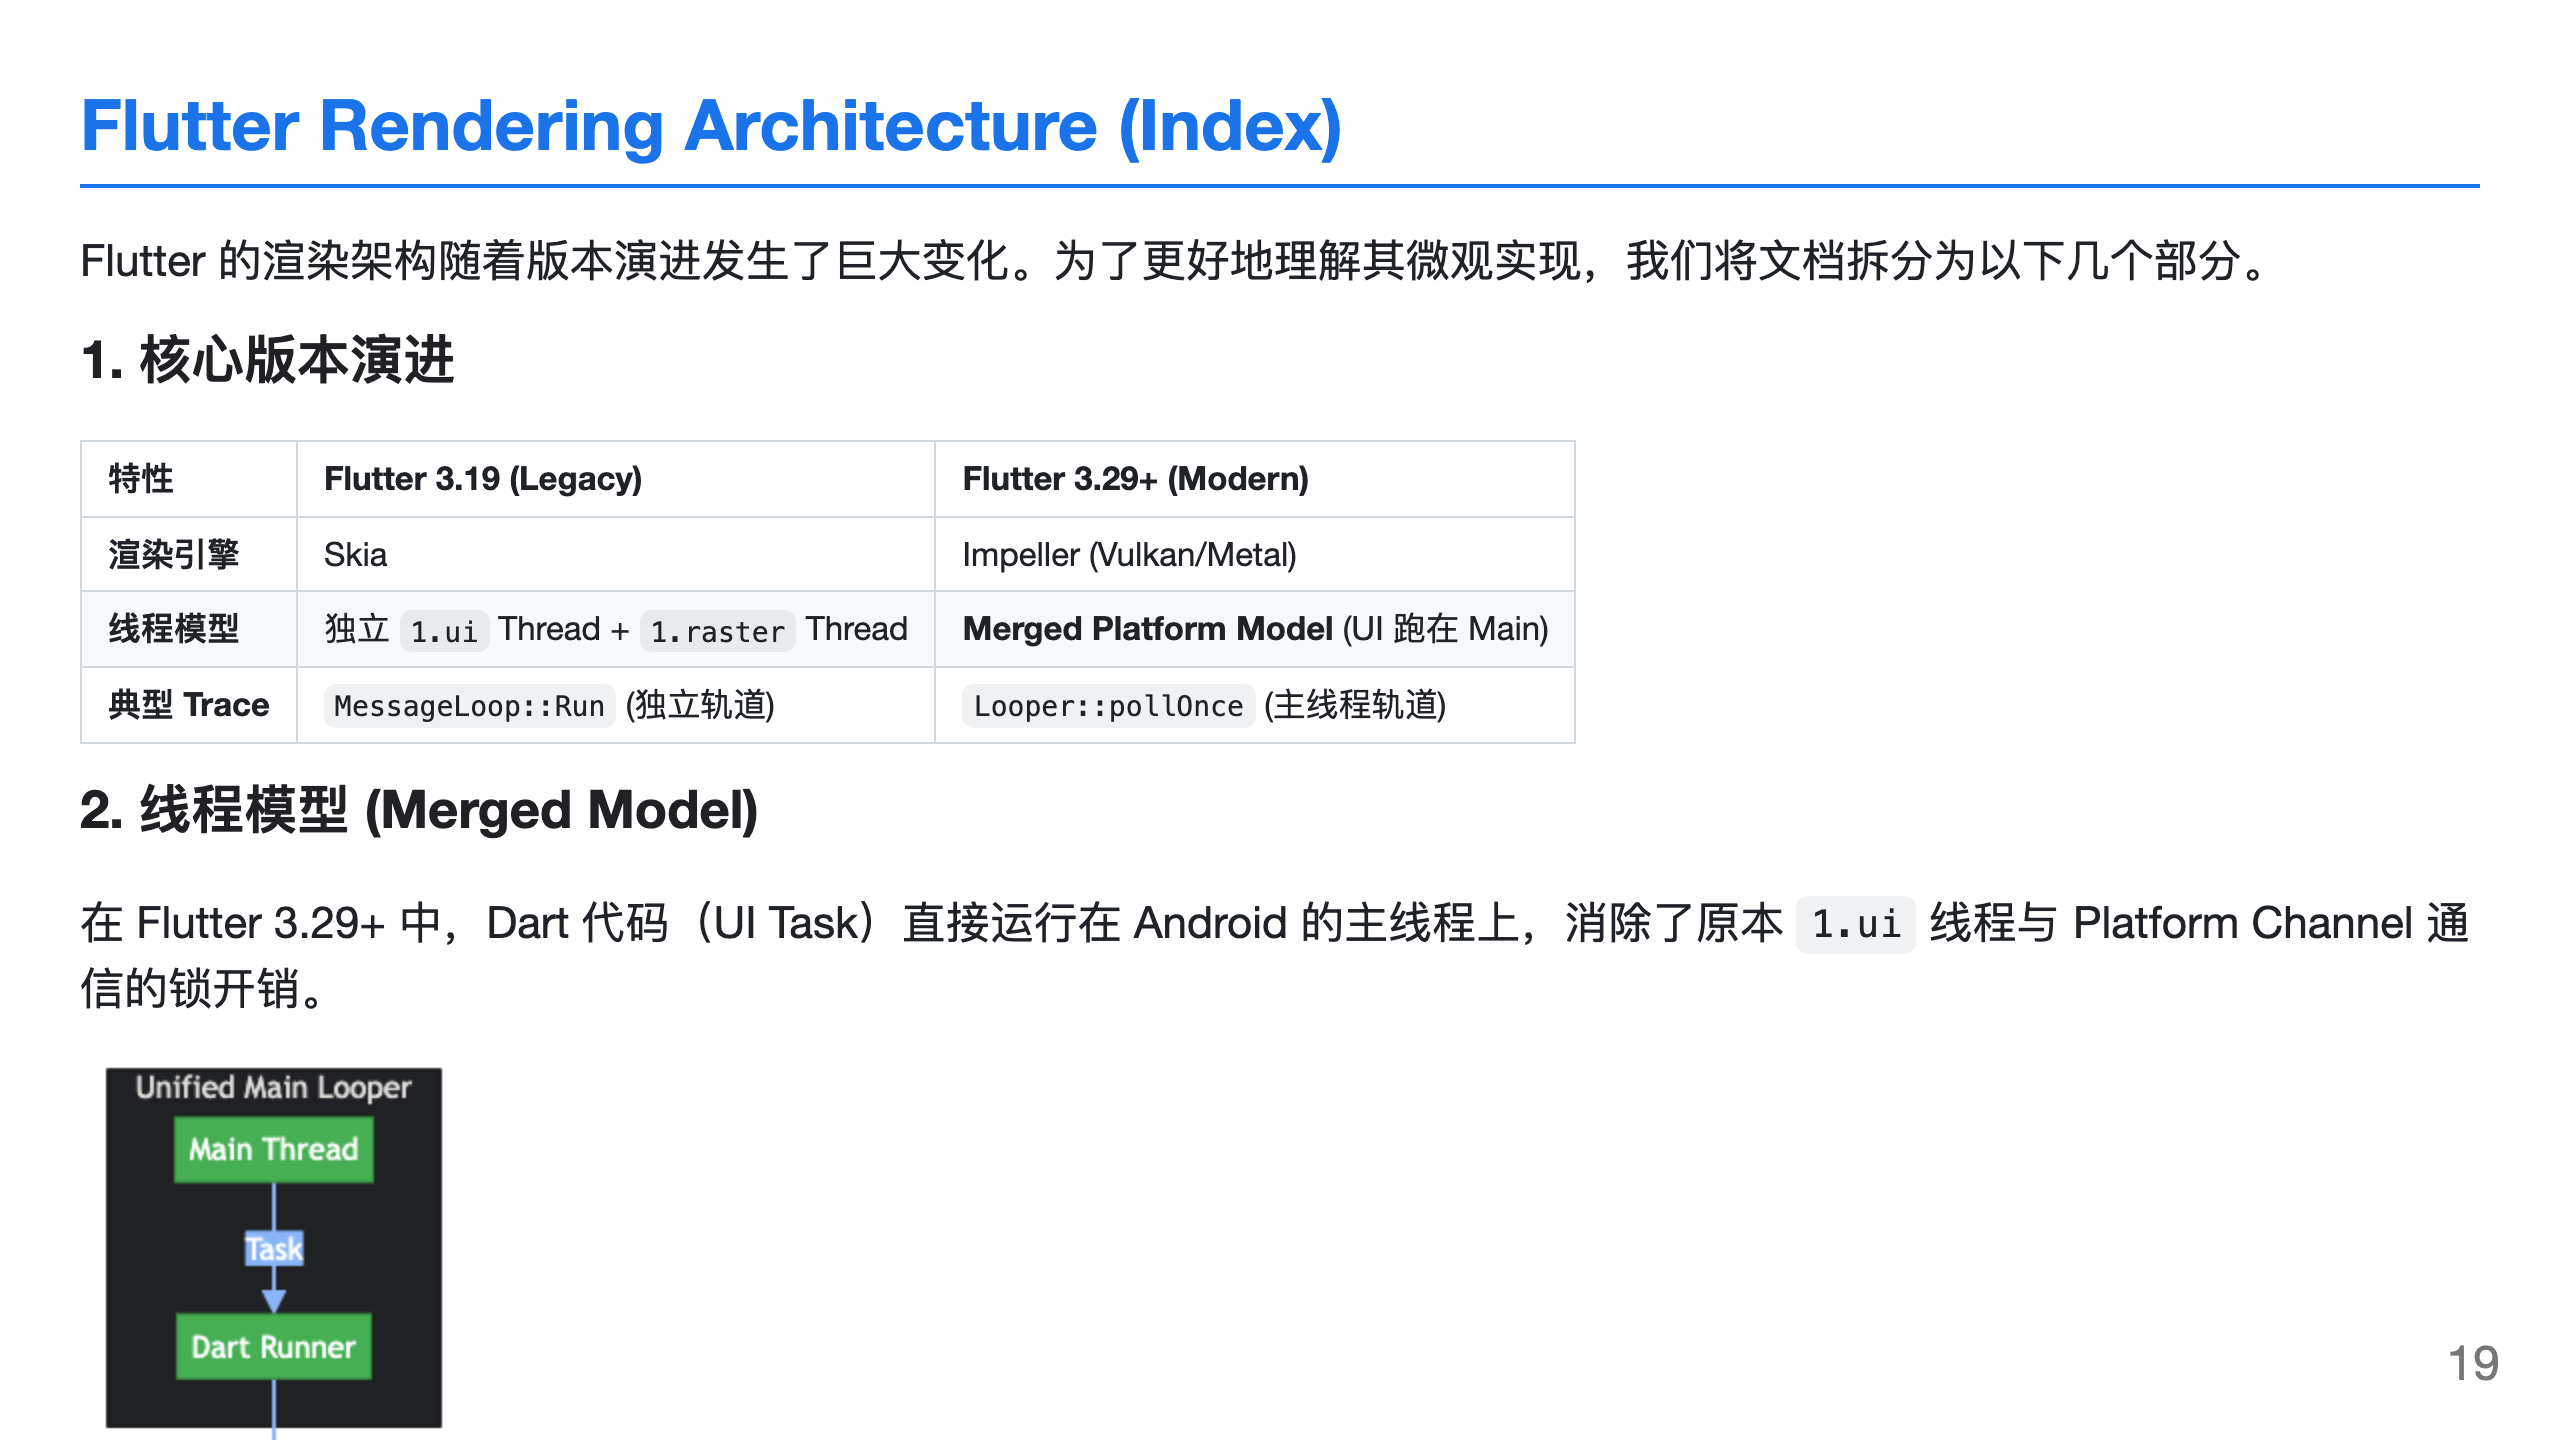 Flutter Rendering Architecture (Index)
Flutter 的渲染架构随着版本演进发生了巨大变化。为了更好地理解其微观实现，我们将文档拆分为以下几个部分。
1. 核心版本演进
特性 Flutter 3.19 (Legacy) Flutter 3.29+ (Modern)
渲染引擎 Skia Impeller (Vulkan/Metal)
线程模型 独立 1.ui Thread + 1.raster Thread Merged Platform Model (UI 跑在 Main)
典型 Trace MessageLoop::Run (独立轨道) Looper::pollOnce (主线程轨道)
2. 线程模型 (Merged Model)
在 Flutter 3.29+ 中，Dart 代码（UI Task）直接运行在 Android 的主线程上，消除了原本 1.ui 线程与 Platform Channel 通
信的锁开销。
Unified Main Looper
Main Thread
Task
Dart Runner
19